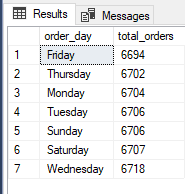 Results Messages
order_day total_orders
1 Friday 6694
2 Thursday 6702
3 Monday 6704
4 Tuesday 6706
5 Sunday 6706
6 Saturday 6707
7 Wednesday 6718